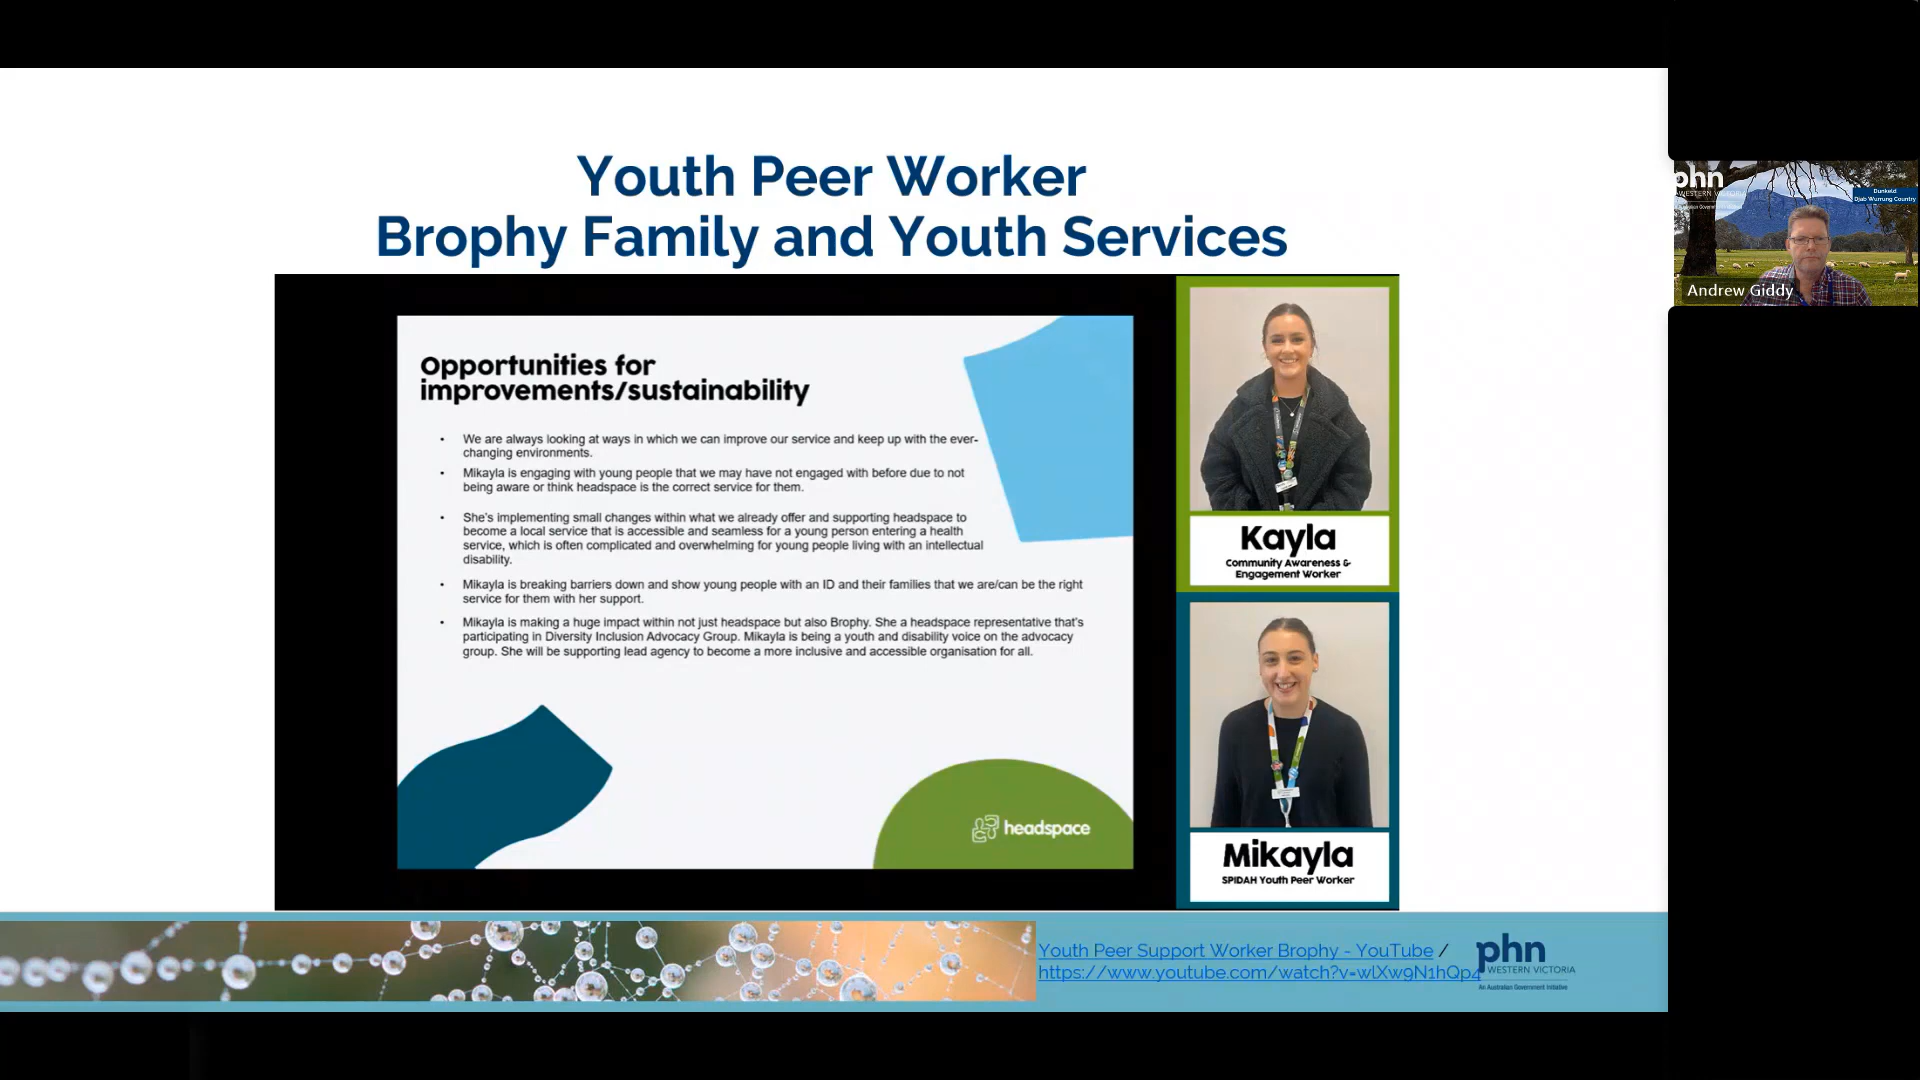 Youth Peer Worker
Brophy Family and Youth Services
Opportunities for
improvements/sustainability
• We are always looking at ways in which we can improve our service and keep up with the ever-
changing environments.
• Mikayla is engaging with young people that we may have not engaged with before due to not
being aware or think headspace is the correct service for them.
• She's implementing small changes within what we already offer and supporting headspace to
become a local service that is accessible and seamless for a young person entering a health
service, which is often complicated and overwhelming for young people living with an intellectual
disability.
• Mikayla is breaking barriers down and show young people with an ID and their families that we are/can be the right
service for them with her support.
• Mikayla is making a huge impact within not just headspace but also Brophy. She a headspace representative that's
participating in Diversity Inclusion Advocacy Group. Mikayla is being a youth and disability voice on the advocacy
group. She will be supporting lead agency to become a more inclusive and accessible organisation for all.
headspace
Kayla
Community Awareness &
Engagement Worker
Mikayla
SPIDAH Youth Peer Worker
Youth Peer Support Worker Brophy - YouTube /
https://www.youtube.com/watch?v=wlXw9N1hQp4
phn
WESTERN VICTORIA
An Australian Government Initiative
phn
WESTERN VICTORIA
Dunkeld
Djab Wurrung Country
Andrew Giddy